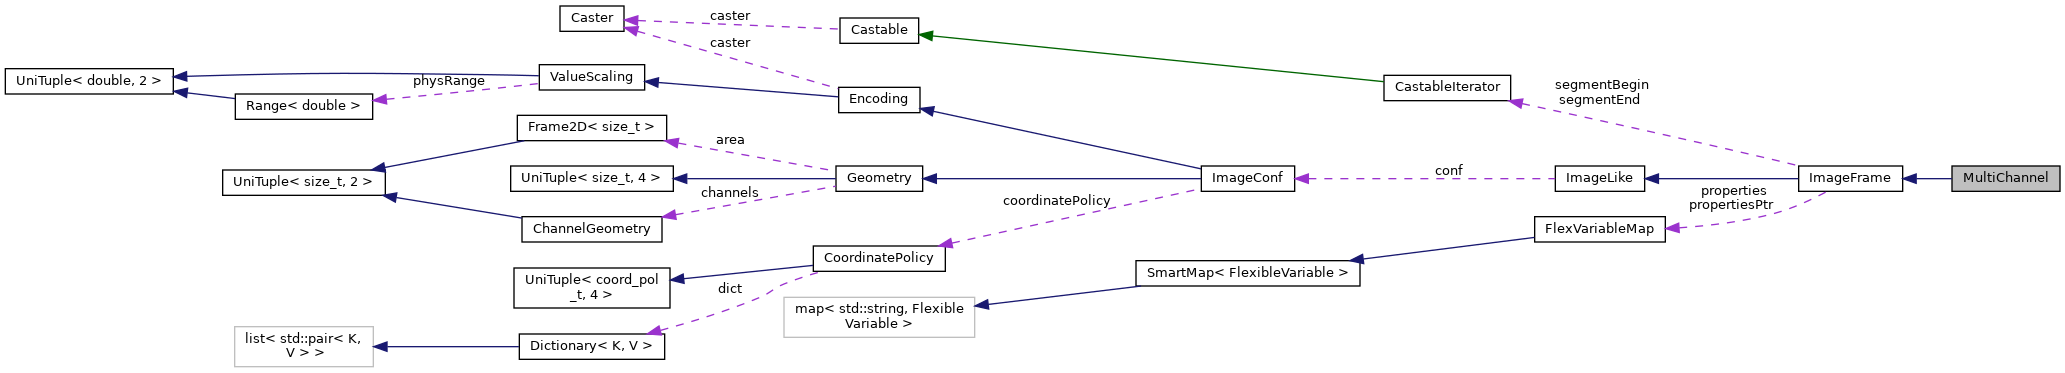 Caster
caster
Castable
caster
UniTuple< double, 2 >
physRange
ValueScaling
Range< double >
Encoding
CastableIterator
segmentBegin
segmentEnd
Frame2D< size_t >
area
UniTuple< size_t, 2 >
UniTuple< size_t, 4 >
Geometry
channels
ChannelGeometry
ImageConf
conf
ImageLike
ImageFrame
MultiChannel
properties
propertiesPtr
coordinatePolicy
FlexVariableMap
CoordinatePolicy
SmartMap< FlexibleVariable >
UniTuple< coord_pol
_t, 4 >
dict
map< std::string, Flexible
Variable >
list< std::pair< K,
V > >
Dictionary< K, V >